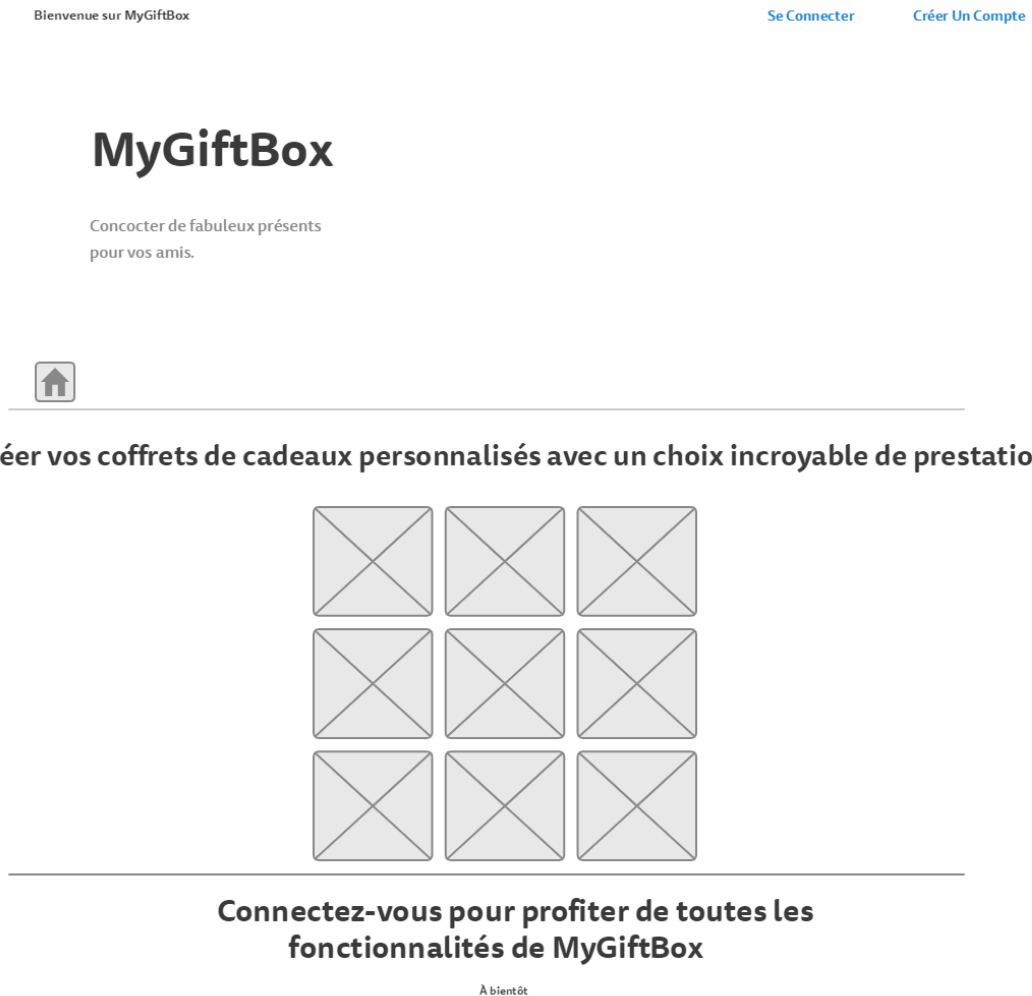 Bienvenue sur MyGiftBox
Se Connecter
Créer Un Compte
MyGiftBox
Concocter de fabuleux présents
pour vos amis.
éer vos coffrets de cadeaux personnalisés avec un choix incroyable de prestatio
Connectez-vous pour profiter de toutes les
fonctionnalités de MyGiftBox
À bientôt